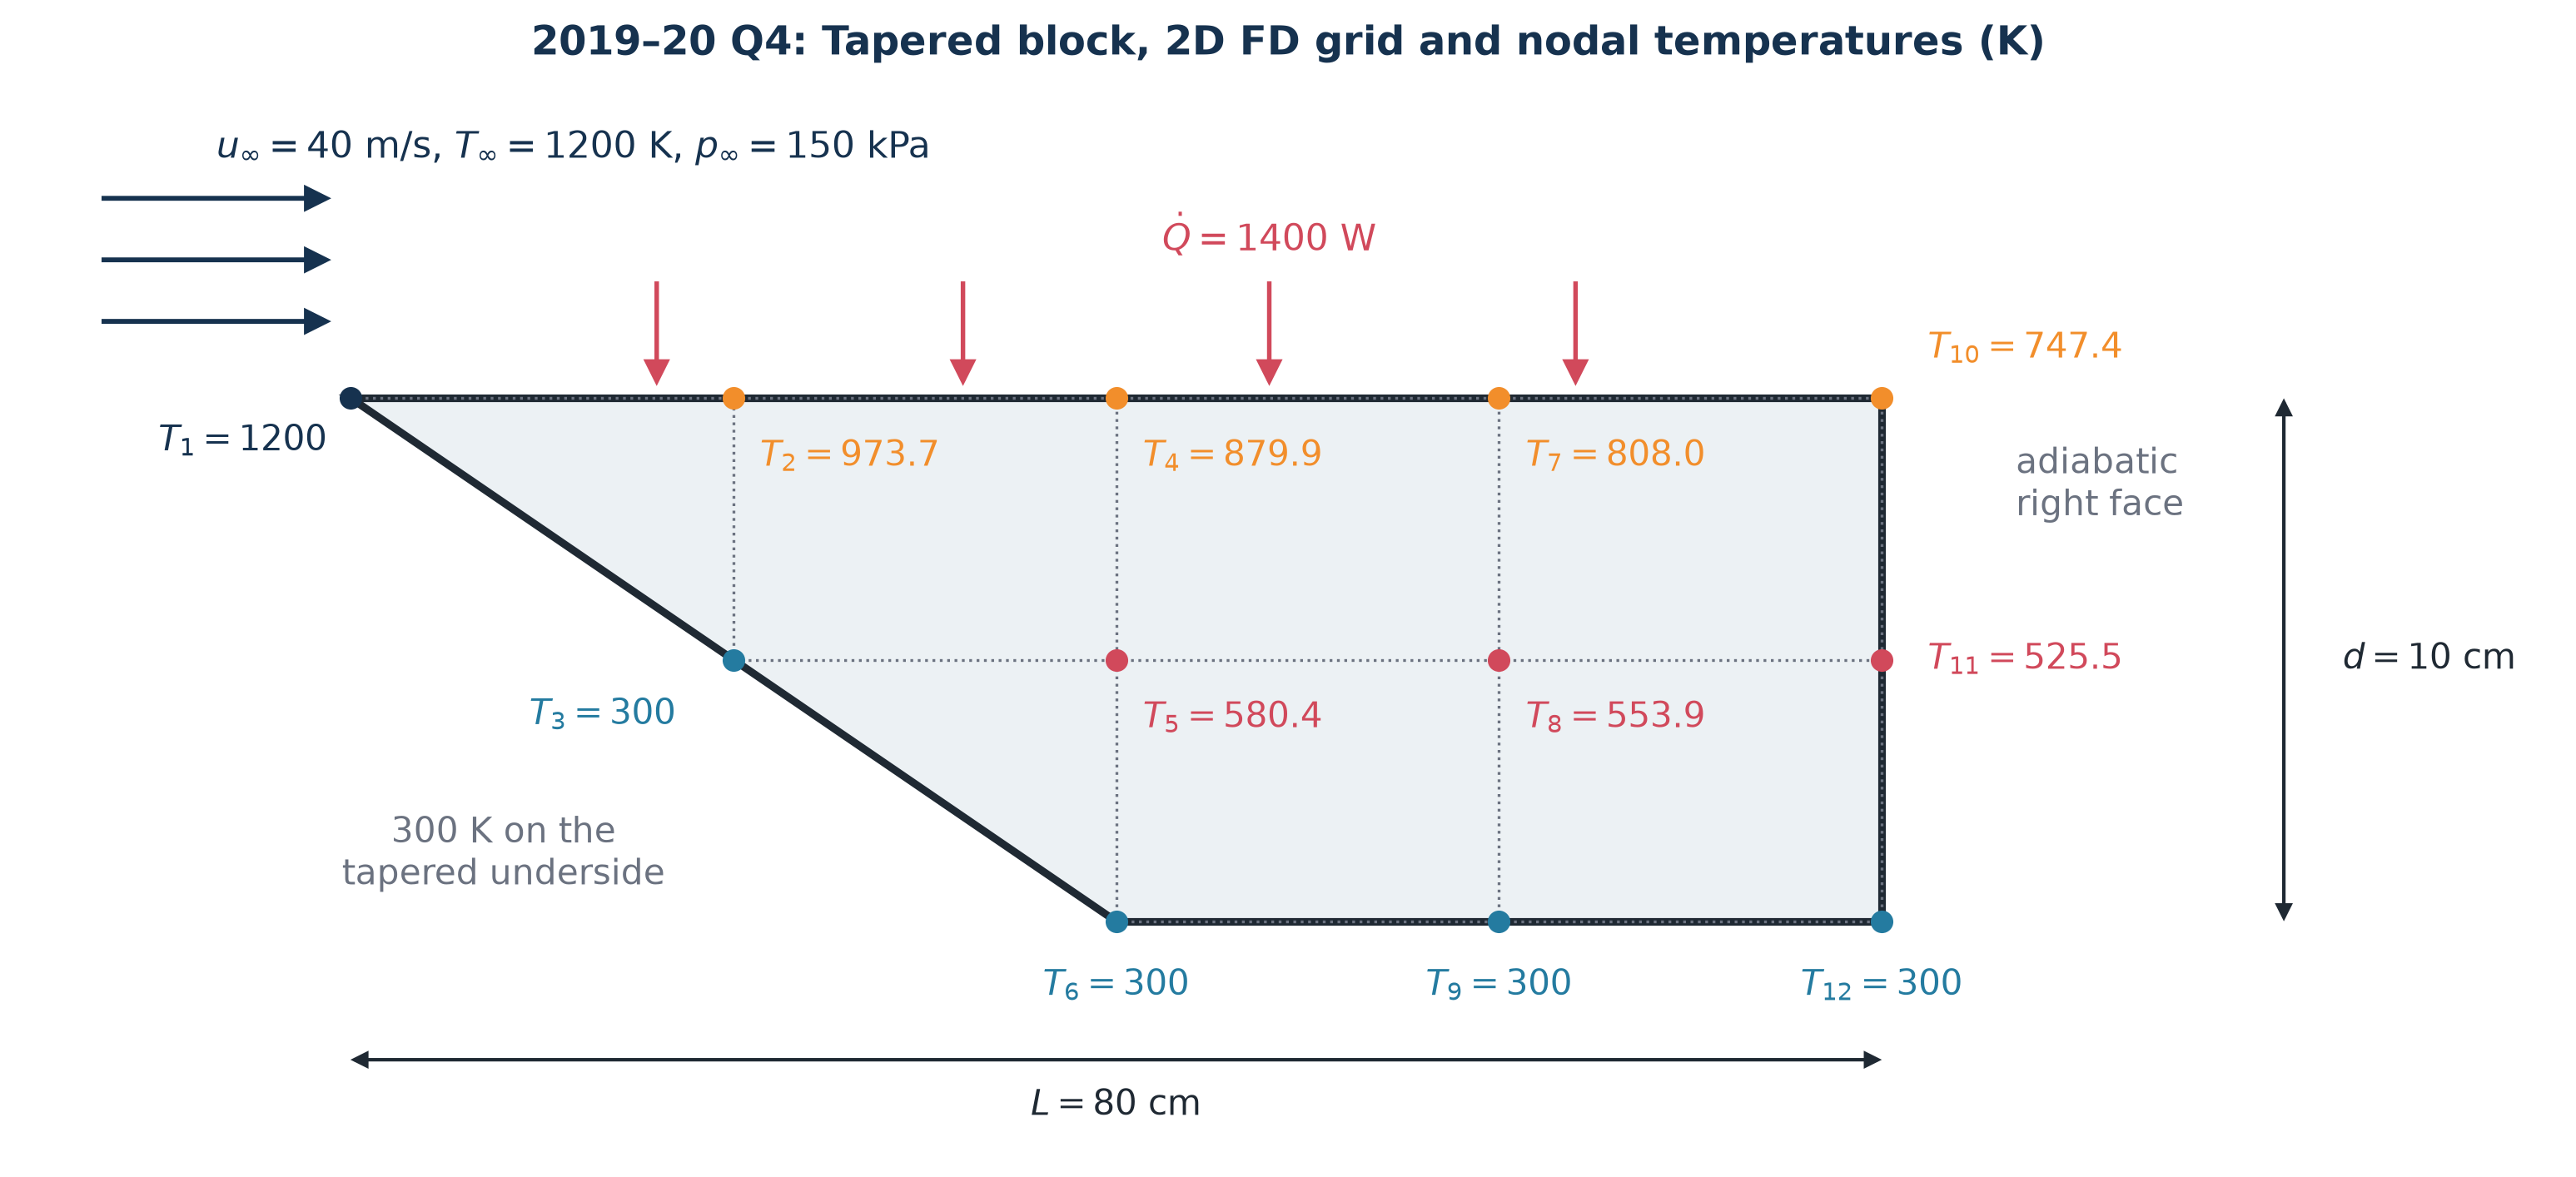 2019–20 Q4: Tapered block, 2D FD grid and nodal temperatures (K)
u∞ = 40 m/s, T∞ = 1200 K, p∞ = 150 kPa
Q̇ = 1400 W
T₁₀ = 747.4
T₁ = 1200
T₂ = 973.7
T₄ = 879.9
T₇ = 808.0
adiabatic
right face
T₁₁ = 525.5
d = 10 cm
T₃ = 300
T₅ = 580.4
T₈ = 553.9
300 K on the
tapered underside
T₆ = 300
T₉ = 300
T₁₂ = 300
L = 80 cm